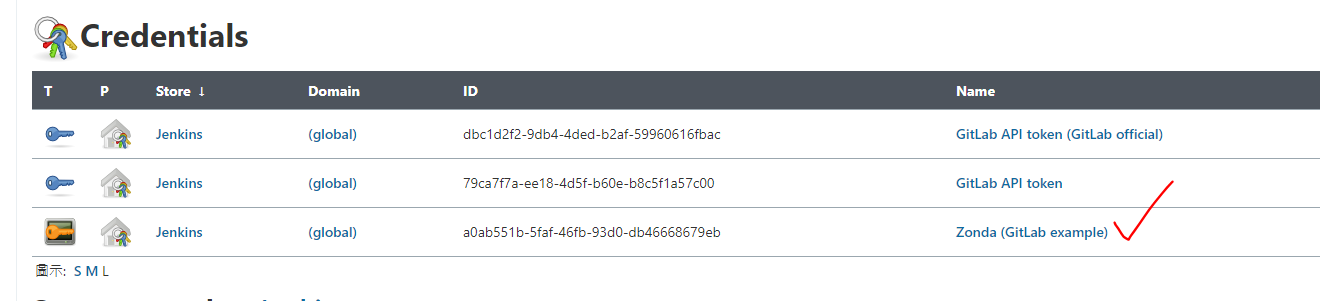 Credentials
T P Store ↓ Domain ID Name
Jenkins (global) dbc1d2f2-9db4-4ded-b2af-59960616fbac GitLab API token (GitLab official)
Jenkins (global) 79ca7f7a-ee18-4d5f-b60e-b8c5f1a57c00 GitLab API token
Jenkins (global) a0ab551b-5faf-46fb-93d0-db46668679eb Zonda (GitLab example)
圖示: S M L